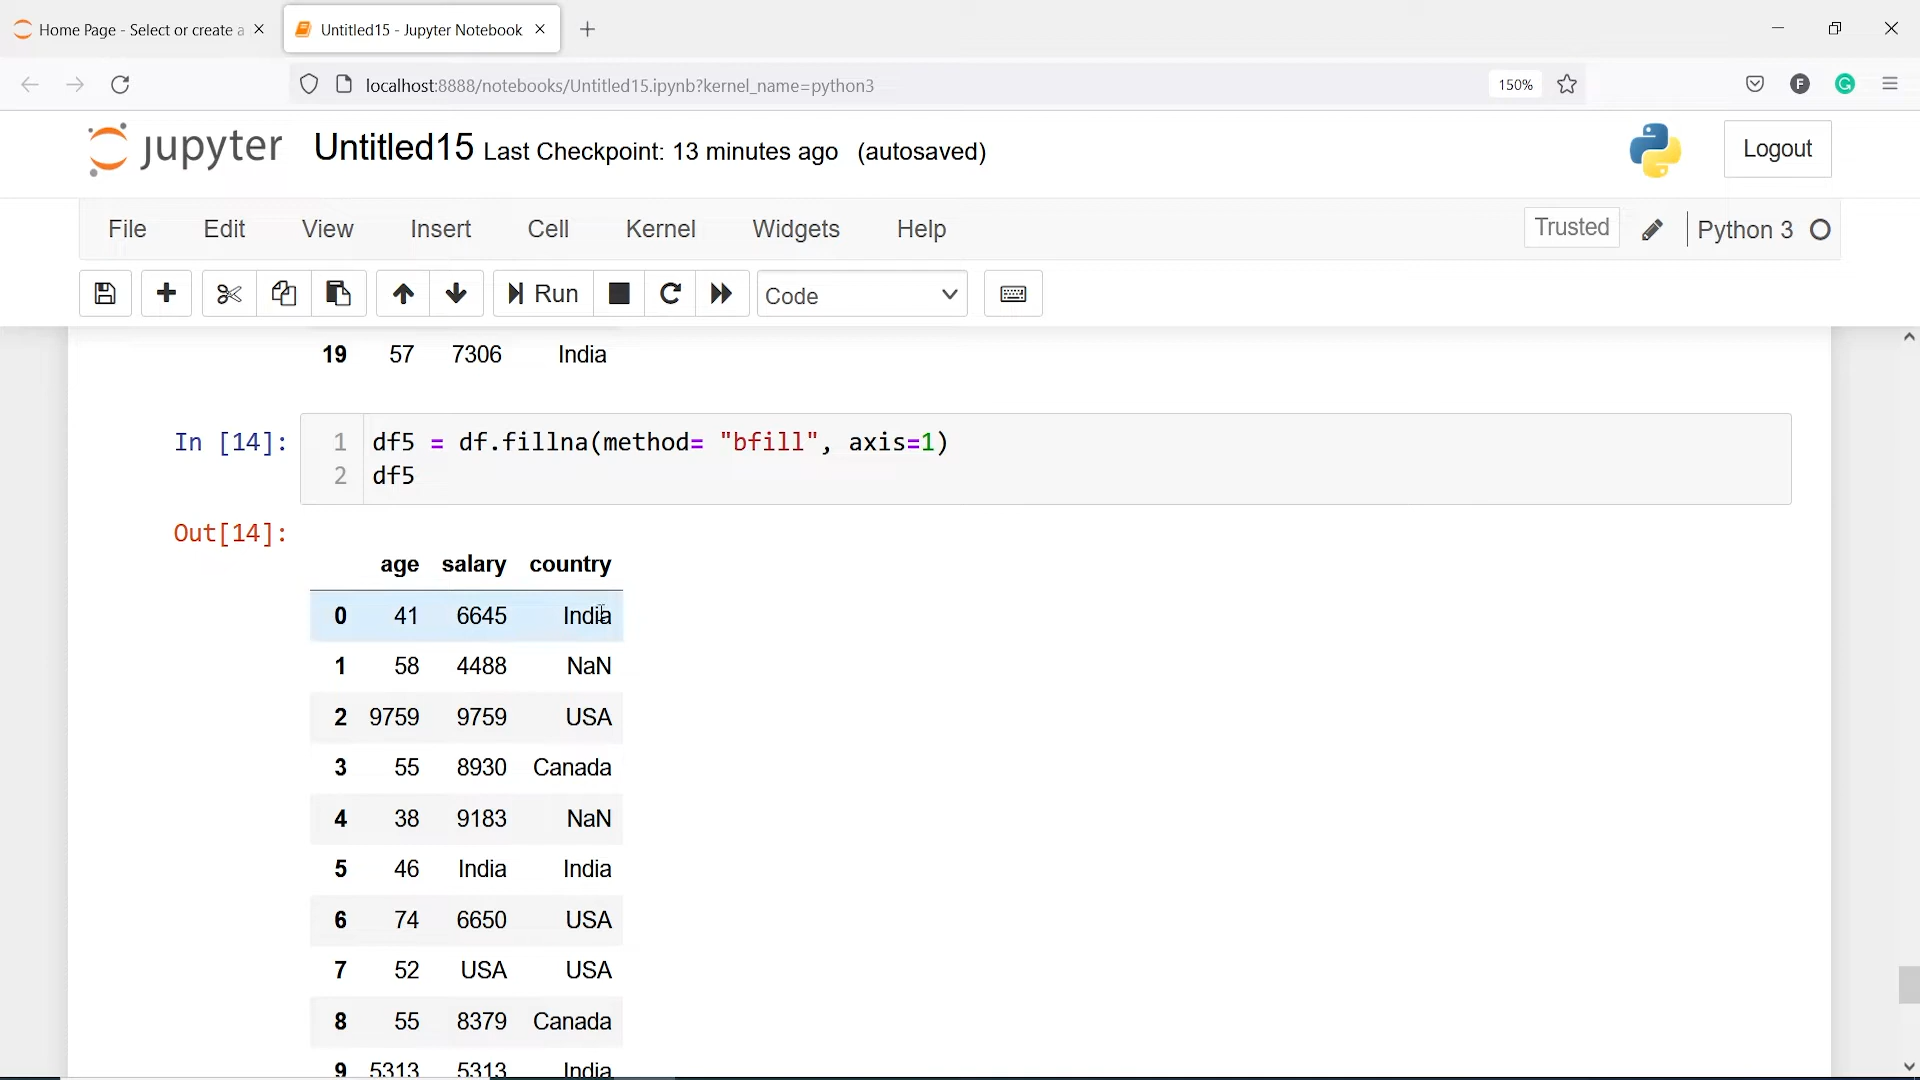 Home Page - Select or create a
Untitled15 - Jupyter Notebook
localhost:8888/notebooks/Untitled15.ipynb?kernel_name=python3
150%
F
G
jupyter Untitled15 Last Checkpoint: 13 minutes ago (autosaved)
Logout
File Edit View Insert Cell Kernel Widgets Help
Trusted
Python 3
Run
Code
19 57 7306 India
In [14]:
1 df5 = df.fillna(method= "bfill", axis=1)
2 df5
Out[14]:
age salary country
0 41 6645 India
1 58 4488 NaN
2 9759 9759 USA
3 55 8930 Canada
4 38 9183 NaN
5 46 India India
6 74 6650 USA
7 52 USA USA
8 55 8379 Canada
9 5313 5313 India